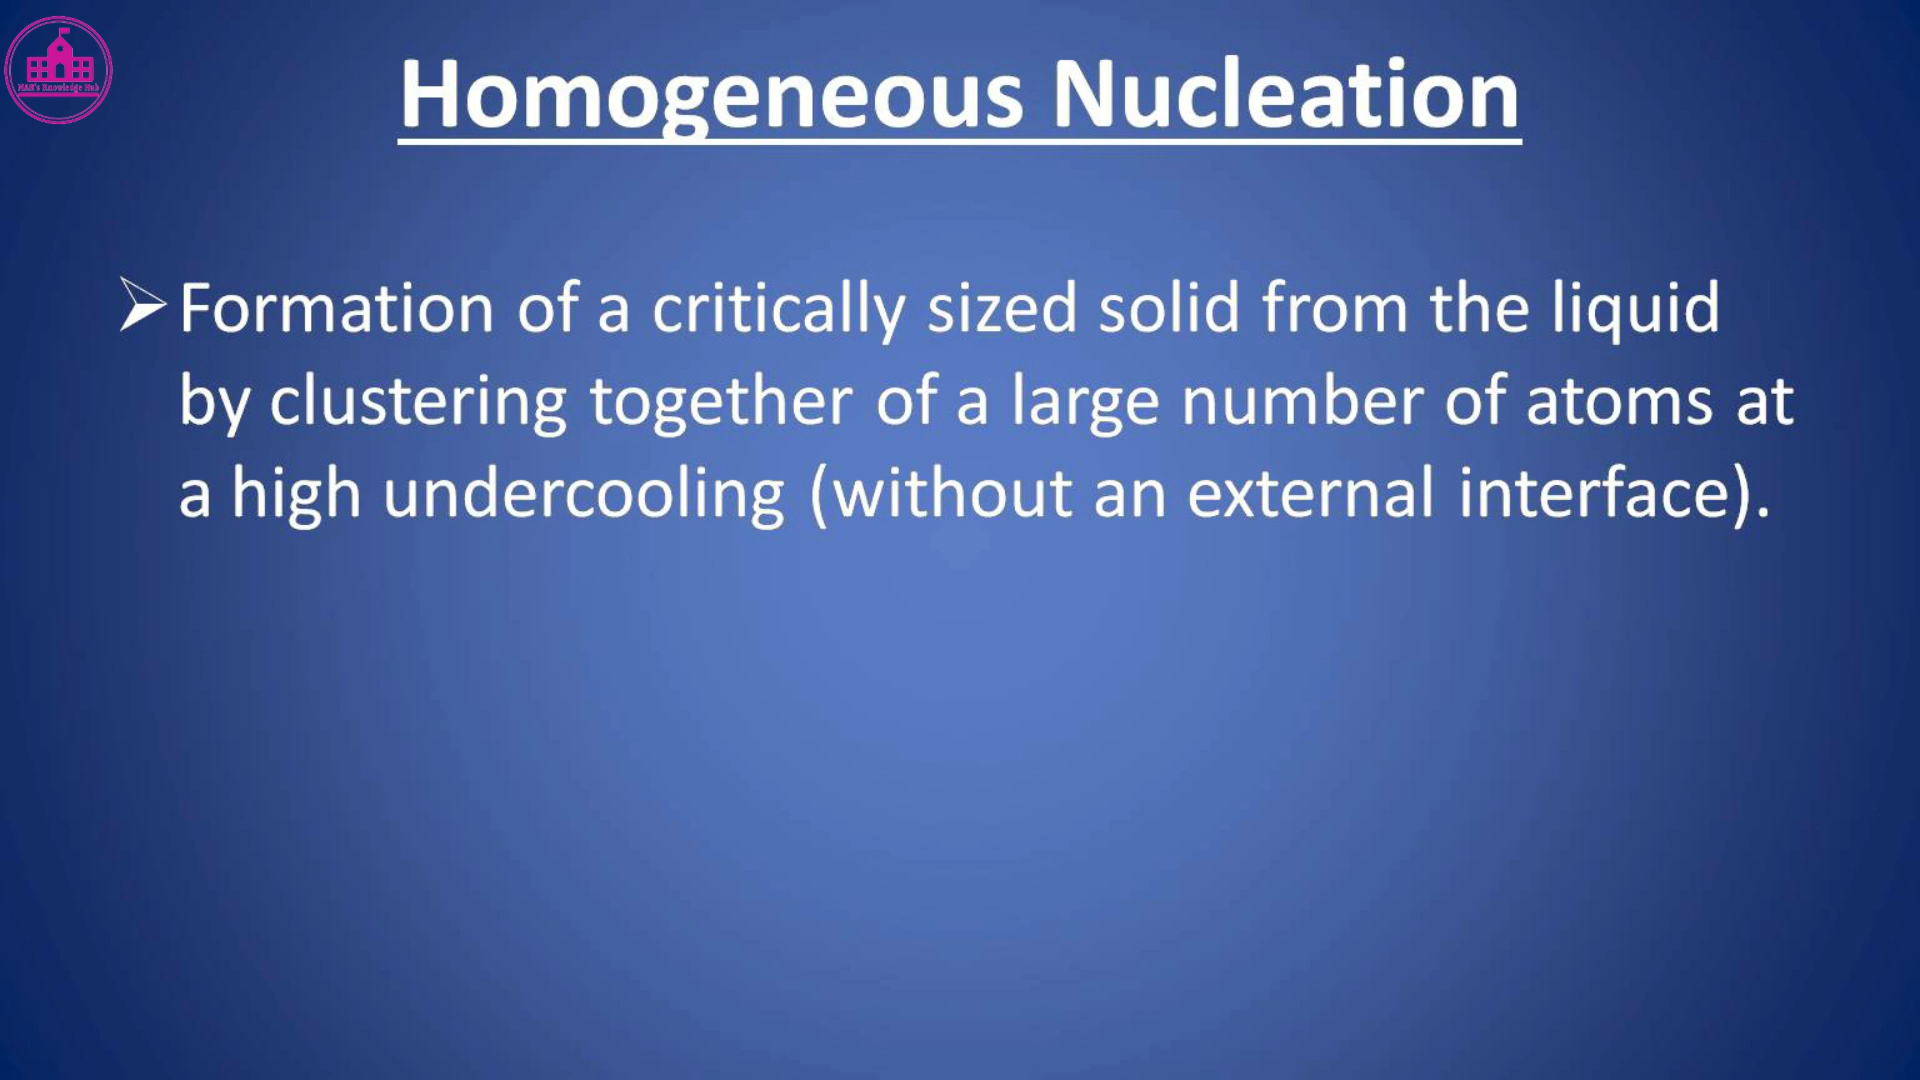 Homogeneous Nucleation
➢Formation of a critically sized solid from the liquid
by clustering together of a large number of atoms at
a high undercooling (without an external interface).